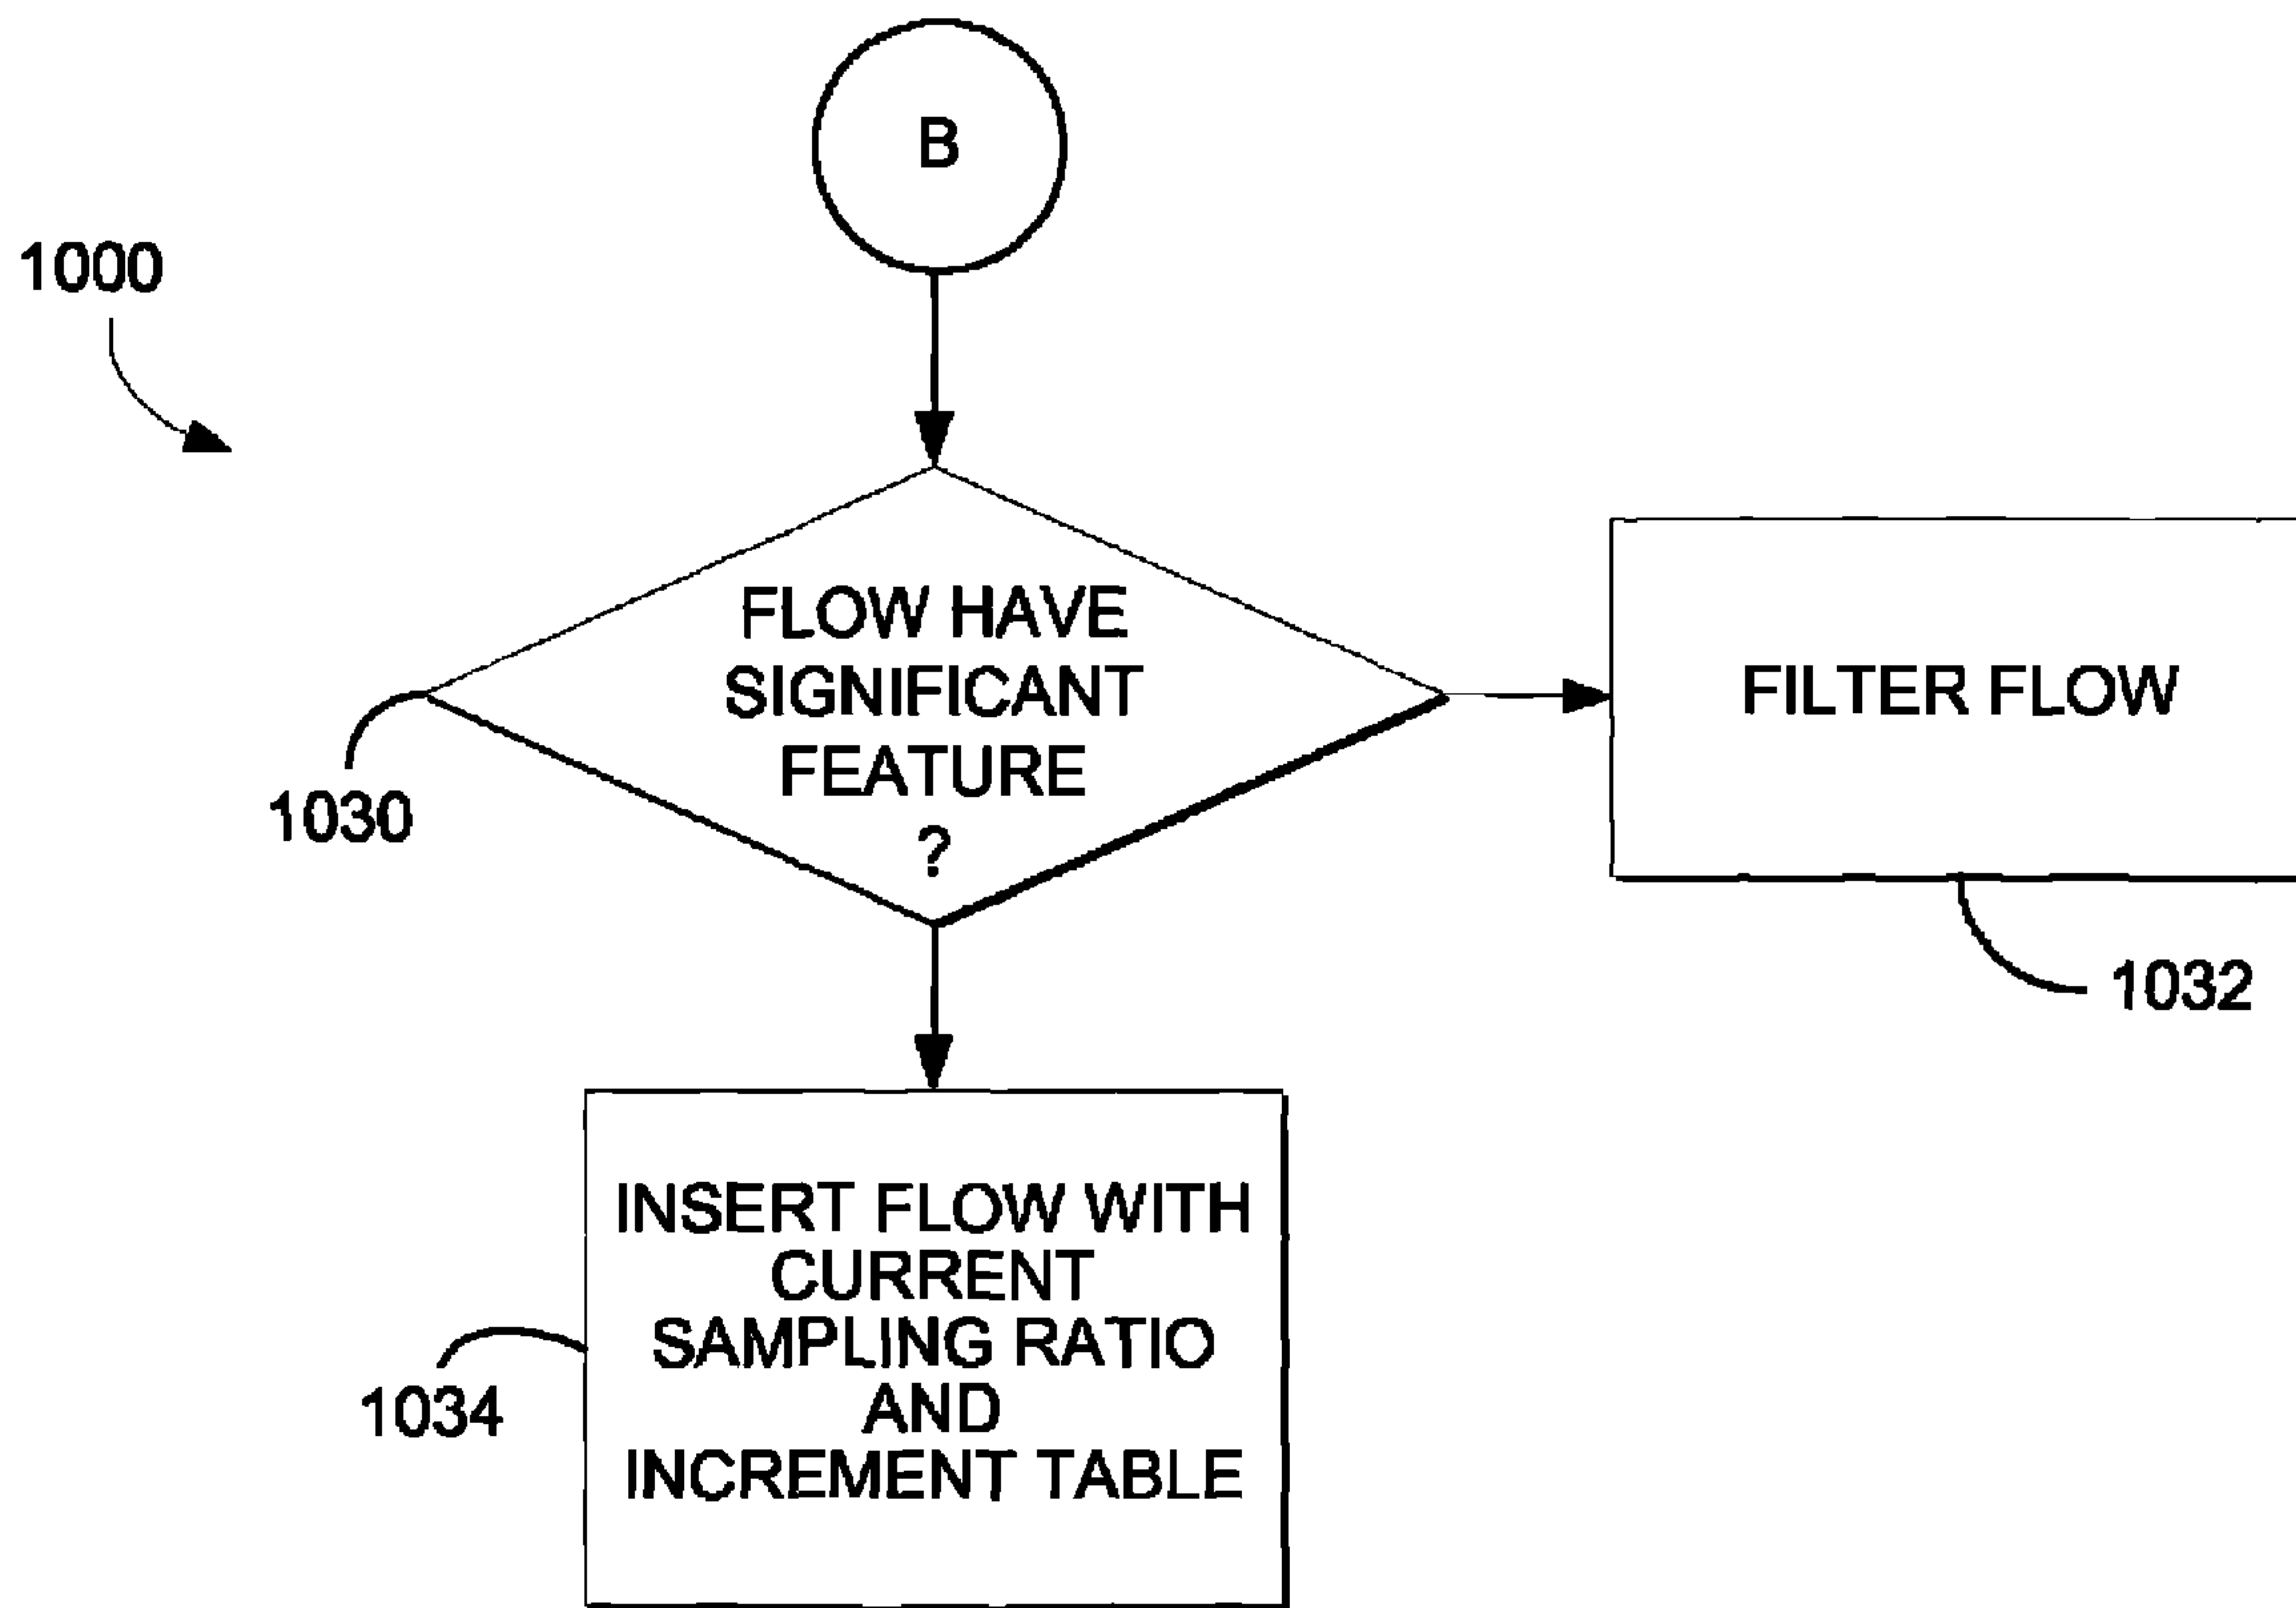 B
1000
FLOW HAVE
SIGNIFICANT
FEATURE
?
1030
FILTER FLOW
1032
INSERT FLOW WITH
CURRENT
SAMPLING RATIO
AND
INCREMENT TABLE
1034